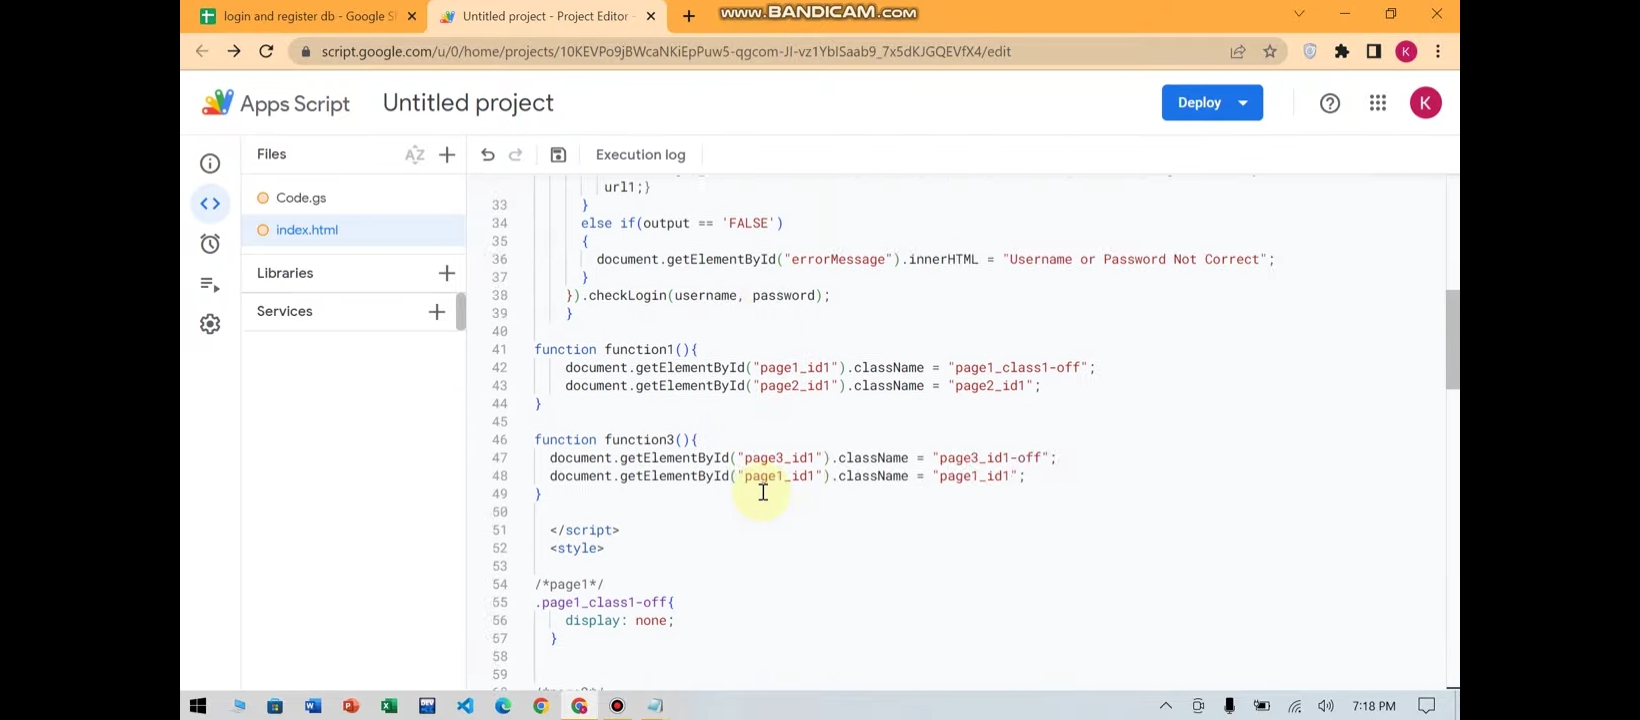 login and register db - Google S
Untitled project - Project Editor -
www.BANDICAM.com
script.google.com/u/0/home/projects/10KEVPo9jBWcaNKiEpPuw5-qgcom-JI-vz1YbISaab9_7x5dKJGQEVfX4/edit
K
Apps Script
Untitled project
Deploy
K
Files
AZ
Execution log
Code.gs
index.html
Libraries
Services
url1;}
33 }
34 else if(output == 'FALSE')
35 {
36 document.getElementById("errorMessage").innerHTML = "Username or Password Not Correct";
37 }
38 }).checkLogin(username, password);
39 }
40
41 function function1(){
42 document.getElementById("page1_id1").className = "page1_class1-off";
43 document.getElementById("page2_id1").className = "page2_id1";
44 }
45
46 function function3(){
47 document.getElementById("page3_id1").className = "page3_id1-off";
48 document.getElementById("page1_id1").className = "page1_id1";
49 }
50
51 </script>
52 <style>
53
54 /*page1*/
55 .page1_class1-off{
56 display: none;
57 }
58
59
7:18 PM